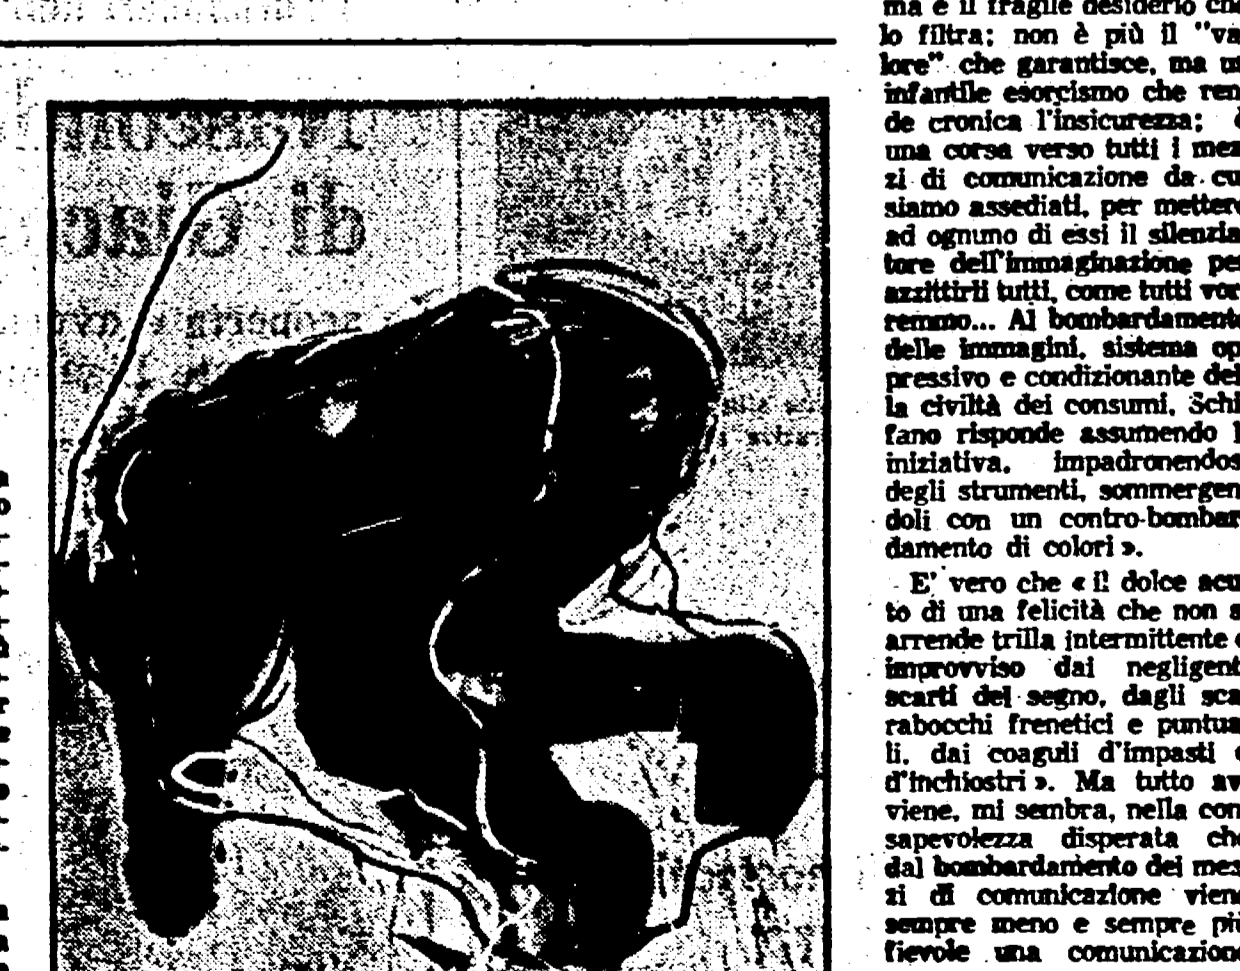 ma è il fragile desiderio che
lo filtra; non è più il "va
lore" che garantisce, ma un
infantile esorcismo che ren
de cronica l'insicurezza; è
una corsa verso tutti i mez
zi di comunicazione da cui
siamo assediati, per mettere
ad ognuno di essi il silenzia
tore dell'immaginazione per
azzittirli tutti, come tutti vor
remmo... Al bombardamento
delle immagini, sistema op
pressivo e condizionante del
la civiltà dei consumi, Schi
fano risponde assumendo l
iniziativa, impadronendos
degli strumenti, sommergen
doli con un contro-bombar
damento di colori ».
E' vero che « il dolce acu
to di una felicità che non s
arrende trilla intermittente e
improvviso dai negligent
scarti del segno, dagli sca
rabocchi frenetici e puntua
li, dai coaguli d'impasti e
d'inchiostri ». Ma tutto av
viene, mi sembra, nella con
sapevolezza disperata che
dal bombardamento dei mez
zi di comunicazione viene
sempre meno e sempre più
fievole una comunicazione